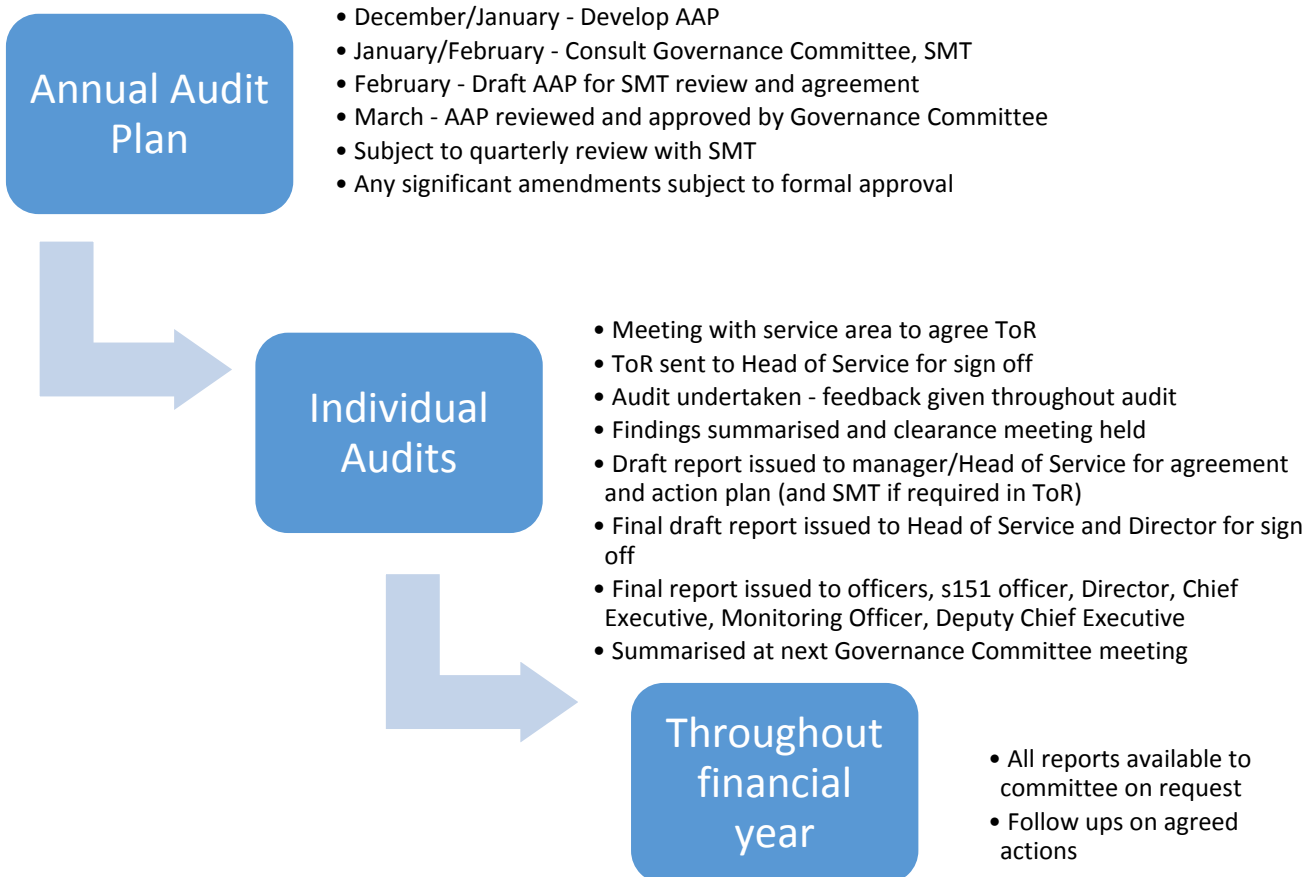 Annual Audit
Plan
• December/January - Develop AAP
• January/February - Consult Governance Committee, SMT
• February - Draft AAP for SMT review and agreement
• March - AAP reviewed and approved by Governance Committee
• Subject to quarterly review with SMT
• Any significant amendments subject to formal approval
Individual
Audits
• Meeting with service area to agree ToR
• ToR sent to Head of Service for sign off
• Audit undertaken - feedback given throughout audit
• Findings summarised and clearance meeting held
• Draft report issued to manager/Head of Service for agreement
and action plan (and SMT if required in ToR)
• Final draft report issued to Head of Service and Director for sign
off
• Final report issued to officers, s151 officer, Director, Chief
Executive, Monitoring Officer, Deputy Chief Executive
• Summarised at next Governance Committee meeting
Throughout
financial
year
• All reports available to
committee on request
• Follow ups on agreed
actions